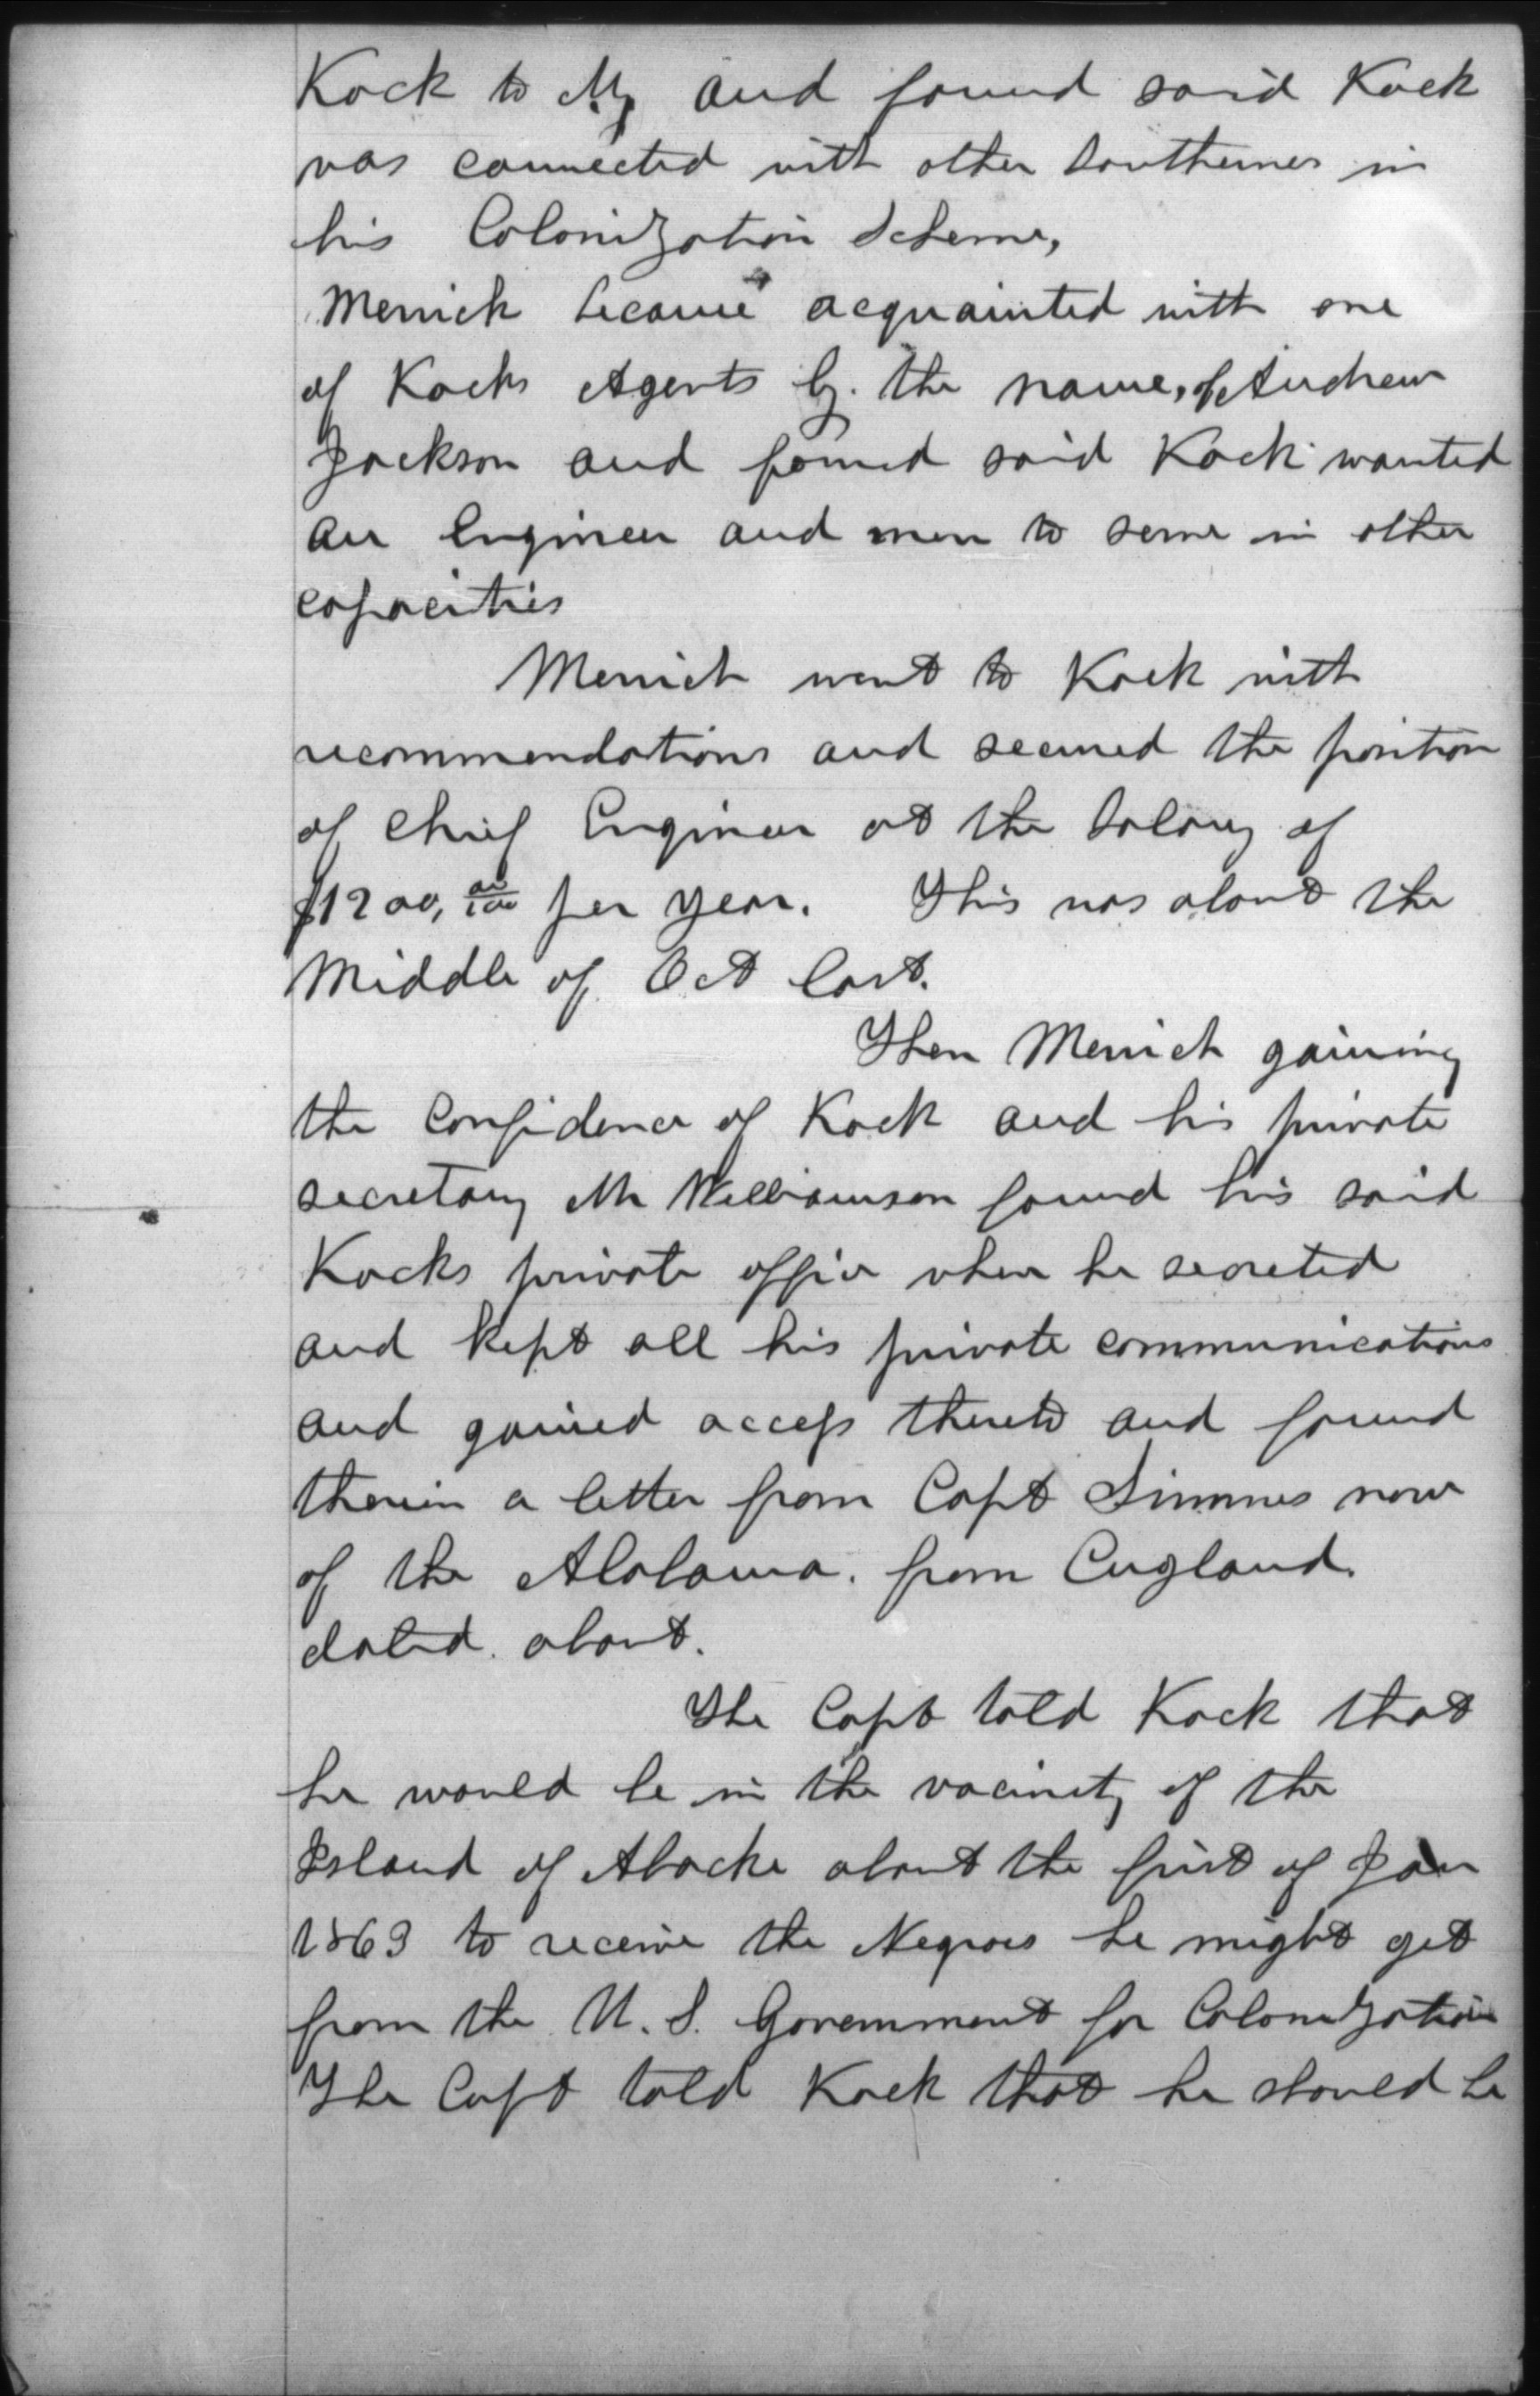 Kock to My and found said Kock
was connected with other Southerners in
his Colonization Scheme,
Merrick became acquainted with one
of Kocks Agents by the name, of Andrew
Jackson and found said Kock wanted
an Engineer and men to serve in other
capacities
Merrick went to Kock with
recommendations and secured the position
of chief Engineer at the Salary of
$1200, 00/100 per year. This was about the
Middle of Oct last.
Then Merrick gaining
the confidence of Kock and his private
secretary Mr Williamson found his said
Kocks private office where he secreted
and kept all his private communications
and gained access thereto and found
therein a letter from Capt Simmes now
of the Alabama. from England.
dated. about.
The Capt told Kock that
he would be in the vacinity of the
Island of Abacke about the first of Jan
1863 to receive the Negroes he might get
from the U. S. Government for Colonization
The Capt told Kock that he should be